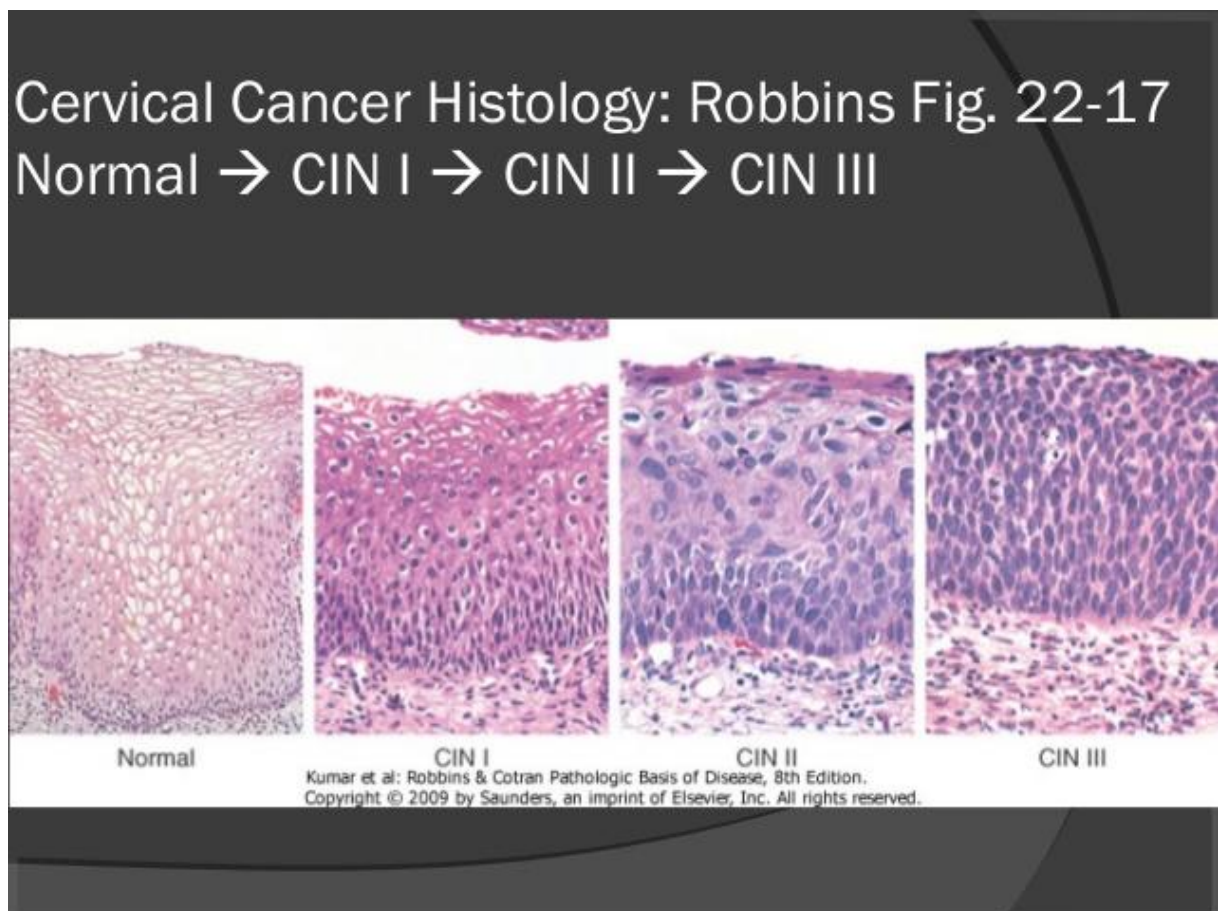 Cervical Cancer Histology: Robbins Fig. 22-17
Normal → CIN I → CIN II → CIN III
Normal
CIN I
CIN II
CIN III
Kumar et al: Robbins & Cotran Pathologic Basis of Disease, 8th Edition.
Copyright © 2009 by Saunders, an imprint of Elsevier, Inc. All rights reserved.